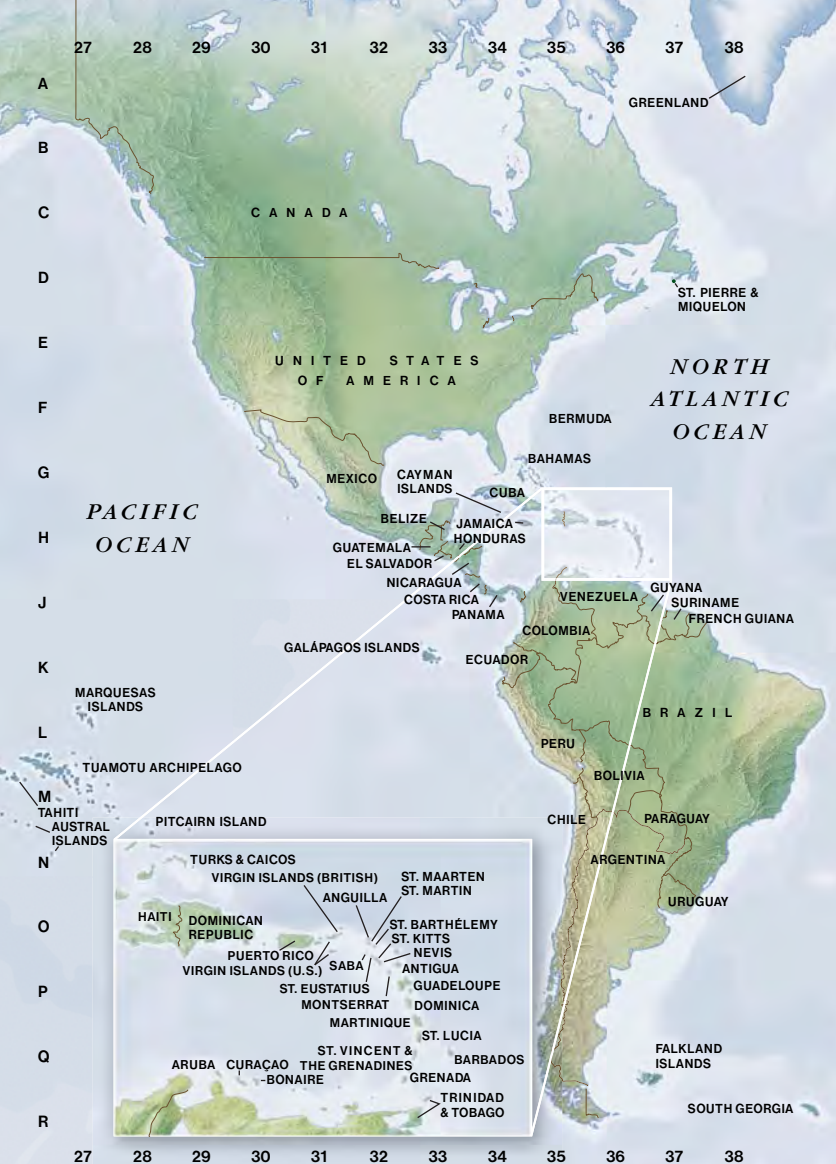 27 28 29 30 31 32 33 34 35 36 37 38
A
GREENLAND
B
C
CANADA
D
ST. PIERRE &
MIQUELON
E
UNITED STATES
OF AMERICA
NORTH
ATLANTIC
OCEAN
F
BERMUDA
BAHAMAS
G
MEXICO
CAYMAN
ISLANDS
CUBA
PACIFIC
OCEAN
BELIZE
JAMAICA
H
HONDURAS
GUATEMALA
EL SALVADOR
NICARAGUA
COSTA RICA
PANAMA
J
VENEZUELA
GUYANA
SURINAME
FRENCH GUIANA
COLOMBIA
GALÁPAGOS ISLANDS
ECUADOR
K
MARQUESAS
ISLANDS
BRAZIL
L
PERU
TUAMOTU ARCHIPELAGO
BOLIVIA
M
TAHITI
AUSTRAL
ISLANDS
PITCAIRN ISLAND
CHILE
PARAGUAY
N
ARGENTINA
TURKS & CAICOS
VIRGIN ISLANDS (BRITISH)
ST. MAARTEN
ST. MARTIN
ANGUILLA
URUGUAY
O
HAITI
DOMINICAN
REPUBLIC
ST. BARTHÉLEMY
ST. KITTS
NEVIS
PUERTO RICO
VIRGIN ISLANDS (U.S.)
SABA
ANTIGUA
ST. EUSTATIUS
GUADELOUPE
P
MONTSERRAT
DOMINICA
MARTINIQUE
ST. LUCIA
Q
ST. VINCENT &
THE GRENADINES
BARBADOS
ARUBA
CURAÇAO
BONAIRE
GRENADA
FALKLAND
ISLANDS
TRINIDAD
& TOBAGO
SOUTH GEORGIA
R
27 28 29 30 31 32 33 34 35 36 37 38